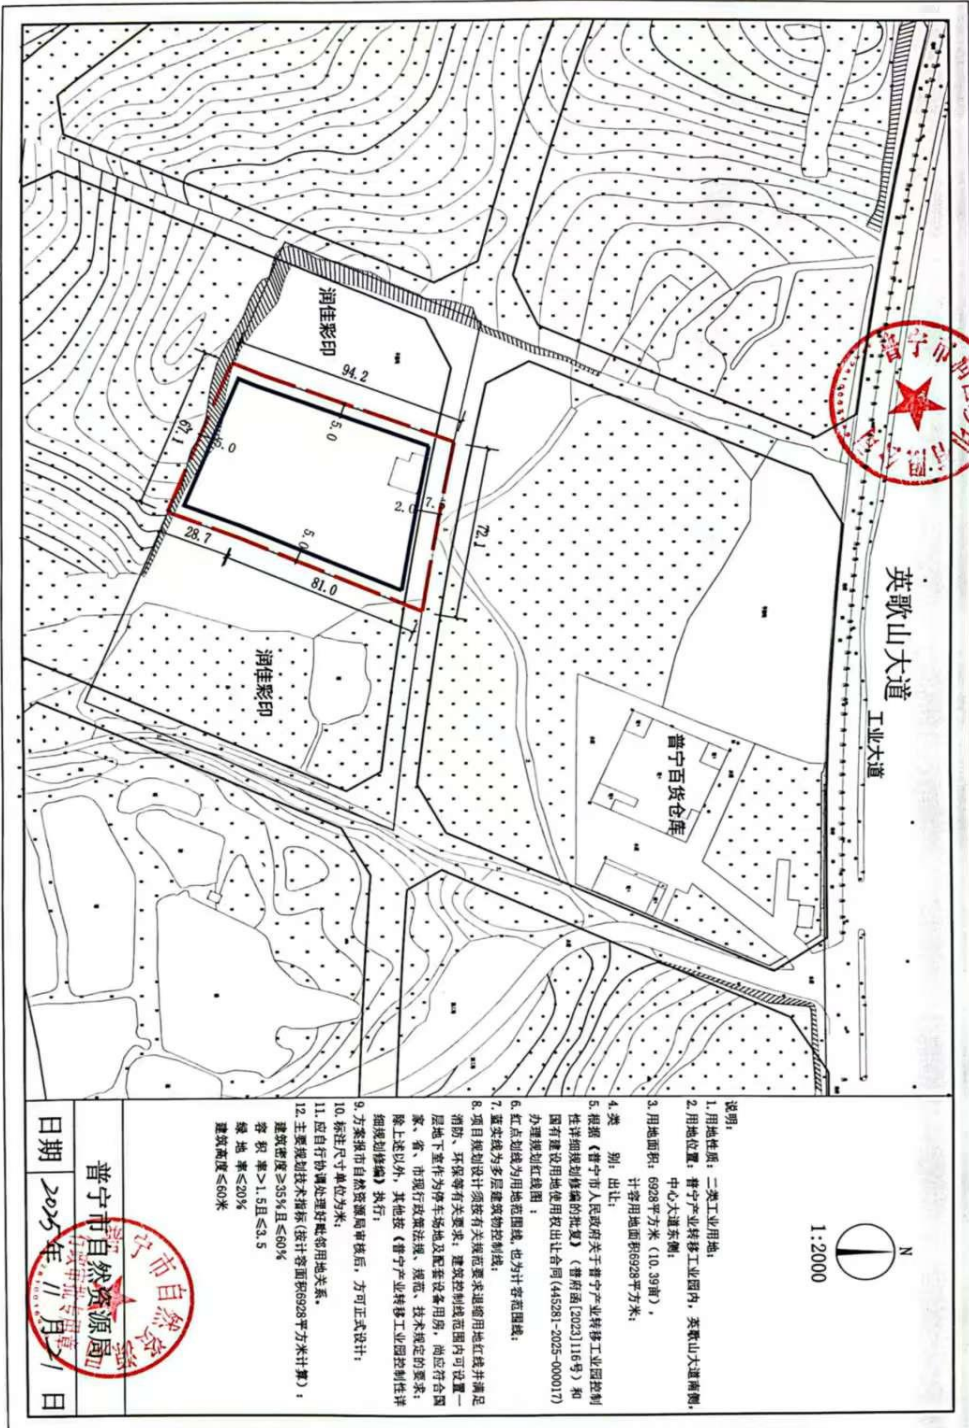 英歌山大道
工业大道
普宁百货仓库
润佳彩印
润佳彩印
94.2
67.1
5.0
5.0
2.0
72.1
5.0
28.7
81.0
N
1:2000
说明:
1.用地性质: 二类工业用地;
2.用地位置: 普宁产业转移工业园内, 英歌山大道南侧,
中心大道东侧;
3.用地面积: 6928平方米 (10.39亩),
计容用地面积6928平方米;
4.类 别: 出让;
5.根据《普宁市人民政府关于普宁产业转移工业园控制
性详细规划修编的批复》(普府函[2023]116号) 和
国有建设用地使用权出让合同(445281-2025-000017)
办理规划红线图;
6.红点划线为用地范围线, 也为计容范围线;
7.蓝实线为多层建筑物控制线;
8.项目规划设计须按有关规范要求退缩用地红线并满足
消防、环保等有关要求; 建筑控制线范围内可设置一
层地下室作为停车场地及配套设备用房, 尚应符合国
家、省、市现行政策法规、规范、技术规定的要求;
除上述以外, 其他按《普宁产业转移工业园控制性详
细规划修编》执行;
9.方案报市自然资源局审核后, 方可正式设计;
10.标注尺寸单位为米;
11.应自行协调处理好毗邻用地关系。
12.主要规划技术指标(按计容面积6928平方米计算):
建筑密度≥35%且≤60%
容 积 率>1.5且≤3.5
绿 地 率≤20%
建筑高度≤60米
普宁市自然资源局
日期 2025年11月21日
普宁市自然资源局